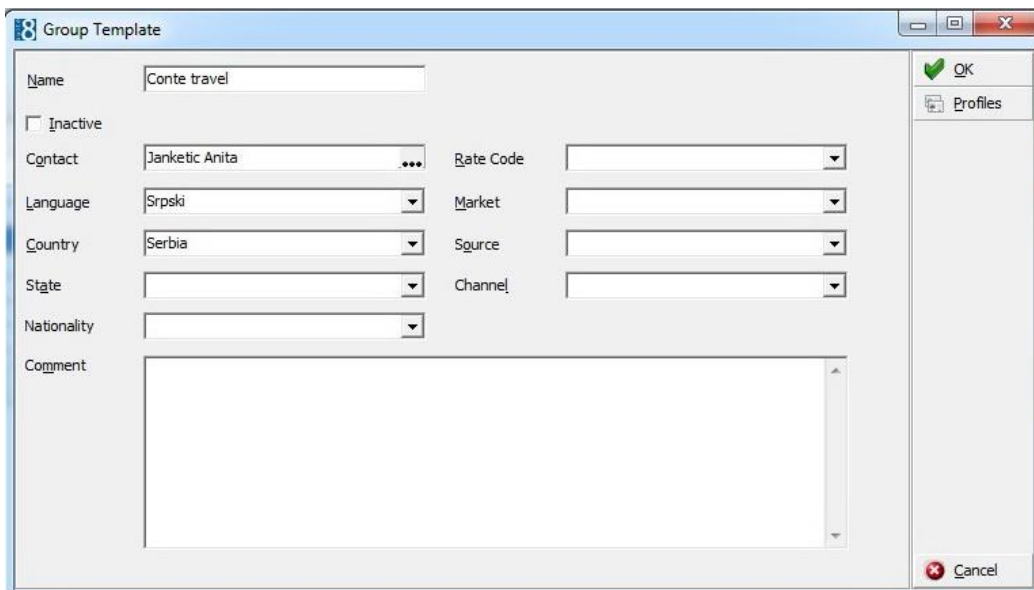 8 Group Template
Name Conte travel
OK
Profiles
Inactive
Contact Janketic Anita ... Rate Code
Language Srpski Market
Country Serbia Source
State Channel
Nationality
Comment
Cancel